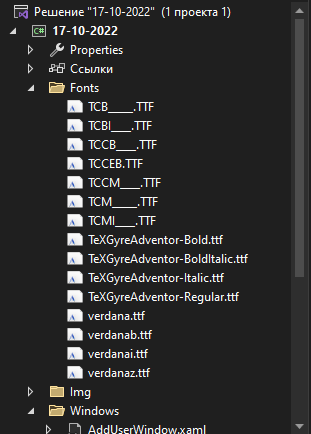 Решение "17-10-2022" (1 проекта 1)
C# 17-10-2022
Properties
Ссылки
Fonts
TCB_____.TTF
TCBI____.TTF
TCCB____.TTF
TCCEB.TTF
TCCM____.TTF
TCM_____.TTF
TCMI____.TTF
TeXGyreAdventor-Bold.ttf
TeXGyreAdventor-BoldItalic.ttf
TeXGyreAdventor-Italic.ttf
TeXGyreAdventor-Regular.ttf
verdana.ttf
verdanab.ttf
verdanai.ttf
verdanaz.ttf
Img
Windows
AddUserWindow.xaml